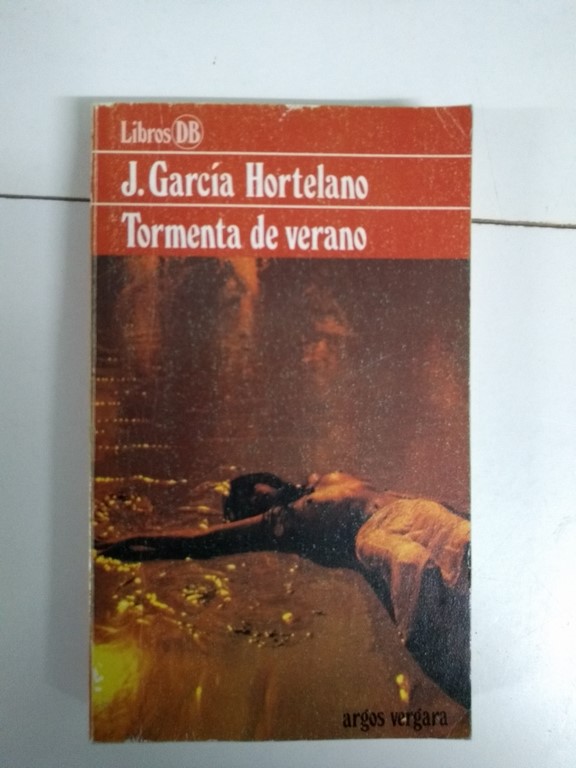 Libros DB
J. García Hortelano
Tormenta de verano
argos vergara